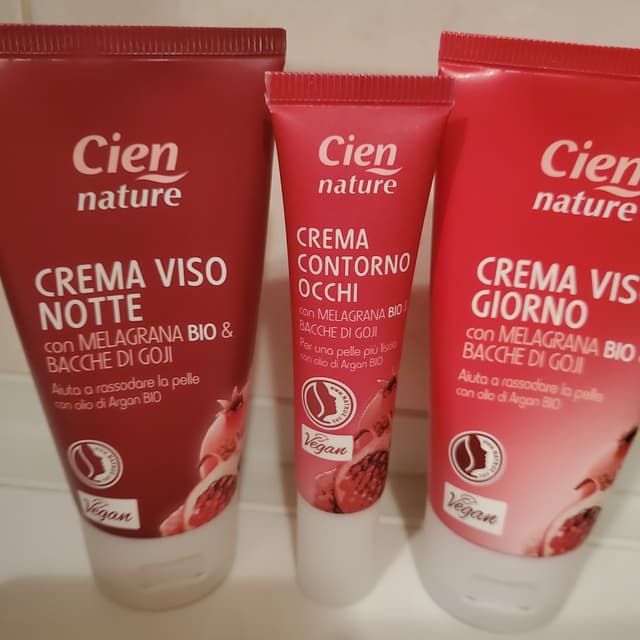 Cien
nature
CREMA VISO
NOTTE
con MELAGRANA BIO &
BACCHE DI GOJI
Aiuta a rassodare la pelle
con olio di Argan BIO
Vegan
Cien
nature
CREMA
CONTORNO
OCCHI
con MELAGRANA BIO
BACCHE DI GOJI
Per una pelle più liscia
con olio di Argan BIO
Vegan
Cien
nature
CREMA VIS
GIORNO
con MELAGRANA BIO
BACCHE DI GOJI
Aiuta a rassodare la pelle
con olio di Argan BIO
Vegan